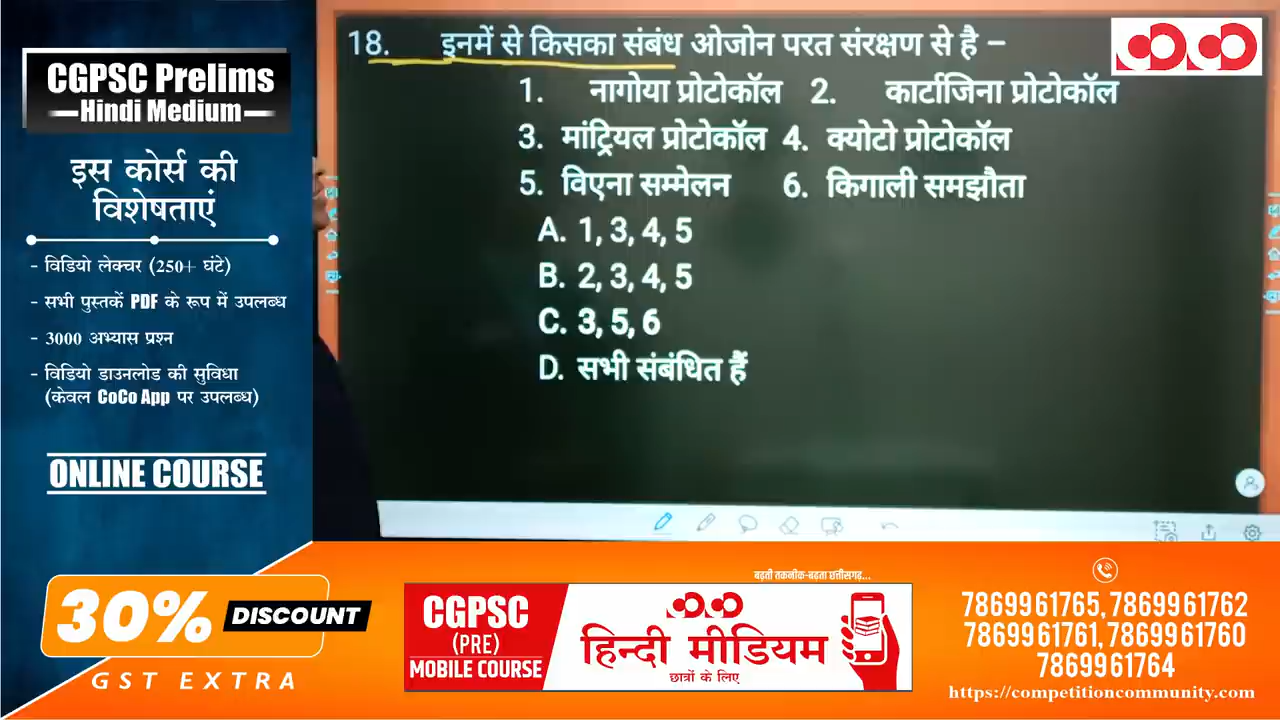 CGPSC Prelims
Hindi Medium
इस कोर्स की
विशेषताएं
- विडियो लेक्चर (250+ घंटे)
- सभी पुस्तकें PDF के रूप में उपलब्ध
- 3000 अभ्यास प्रश्न
- विडियो डाउनलोड की सुविधा
(केवल CoCo App पर उपलब्ध)
ONLINE COURSE
18. इनमें से किसका संबंध ओजोन परत संरक्षण से है –
1. नागोया प्रोटोकॉल 2. कार्टाजिना प्रोटोकॉल
3. मांट्रियल प्रोटोकॉल 4. क्योटो प्रोटोकॉल
5. विएना सम्मेलन 6. किगाली समझौता
A. 1, 3, 4, 5
B. 2, 3, 4, 5
C. 3, 5, 6
D. सभी संबंधित हैं
30% DISCOUNT
GST EXTRA
बढ़ती तकनीक-बढ़ता छत्तीसगढ़...
CGPSC
(PRE)
MOBILE COURSE
हिन्दी मीडियम
छात्रों के लिए
7869961765, 7869961762
7869961761, 7869961760
7869961764
https://competitioncommunity.com